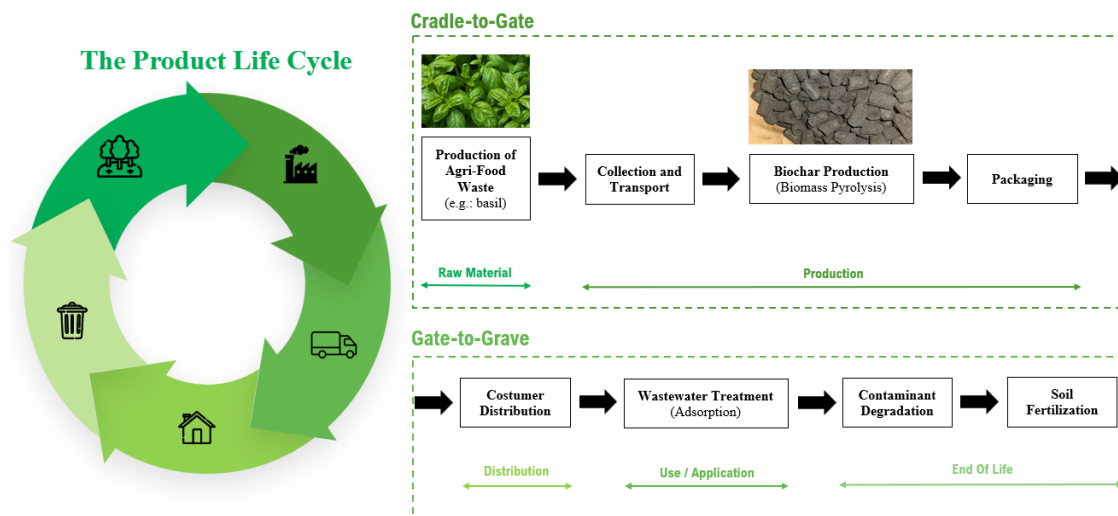 The Product Life Cycle
Cradle-to-Gate
Production of
Agri-Food
Waste
(e.g.: basil)
Collection and
Transport
Biochar Production
(Biomass Pyrolysis)
Packaging
Raw Material
Production
Gate-to-Grave
Costumer
Distribution
Wastewater Treatment
(Adsorption)
Contaminant
Degradation
Soil
Fertilization
Distribution
Use / Application
End Of Life